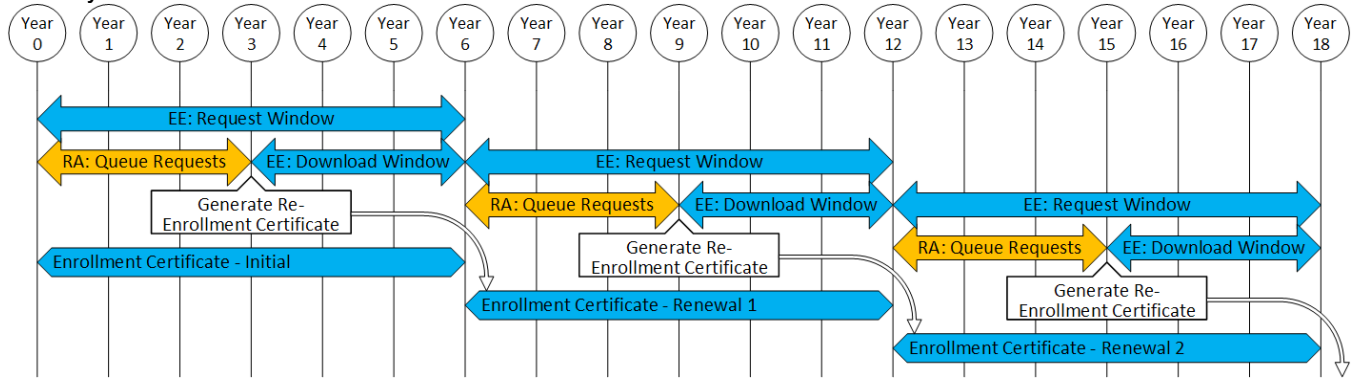 Year 0
Year 1
Year 2
Year 3
Year 4
Year 5
Year 6
Year 7
Year 8
Year 9
Year 10
Year 11
Year 12
Year 13
Year 14
Year 15
Year 16
Year 17
Year 18
EE: Request Window
RA: Queue Requests
EE: Download Window
EE: Request Window
Generate Re-
Enrollment Certificate
RA: Queue Requests
EE: Download Window
EE: Request Window
Enrollment Certificate - Initial
Generate Re-
Enrollment Certificate
RA: Queue Requests
EE: Download Window
Enrollment Certificate - Renewal 1
Generate Re-
Enrollment Certificate
Enrollment Certificate - Renewal 2